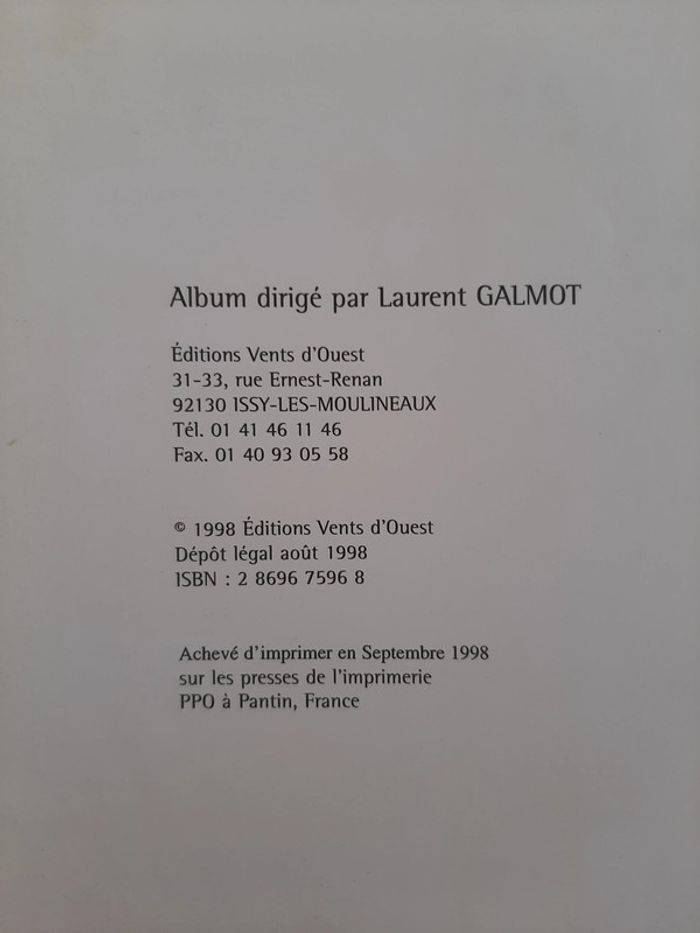 Album dirigé par Laurent GALMOT
Éditions Vents d'Ouest
31-33, rue Ernest-Renan
92130 ISSY-LES-MOULINEAUX
Tél. 01 41 46 11 46
Fax. 01 40 93 05 58
© 1998 Éditions Vents d'Ouest
Dépôt légal août 1998
ISBN : 2 8696 7596 8
Achevé d'imprimer en Septembre 1998
sur les presses de l'imprimerie
PPO à Pantin, France